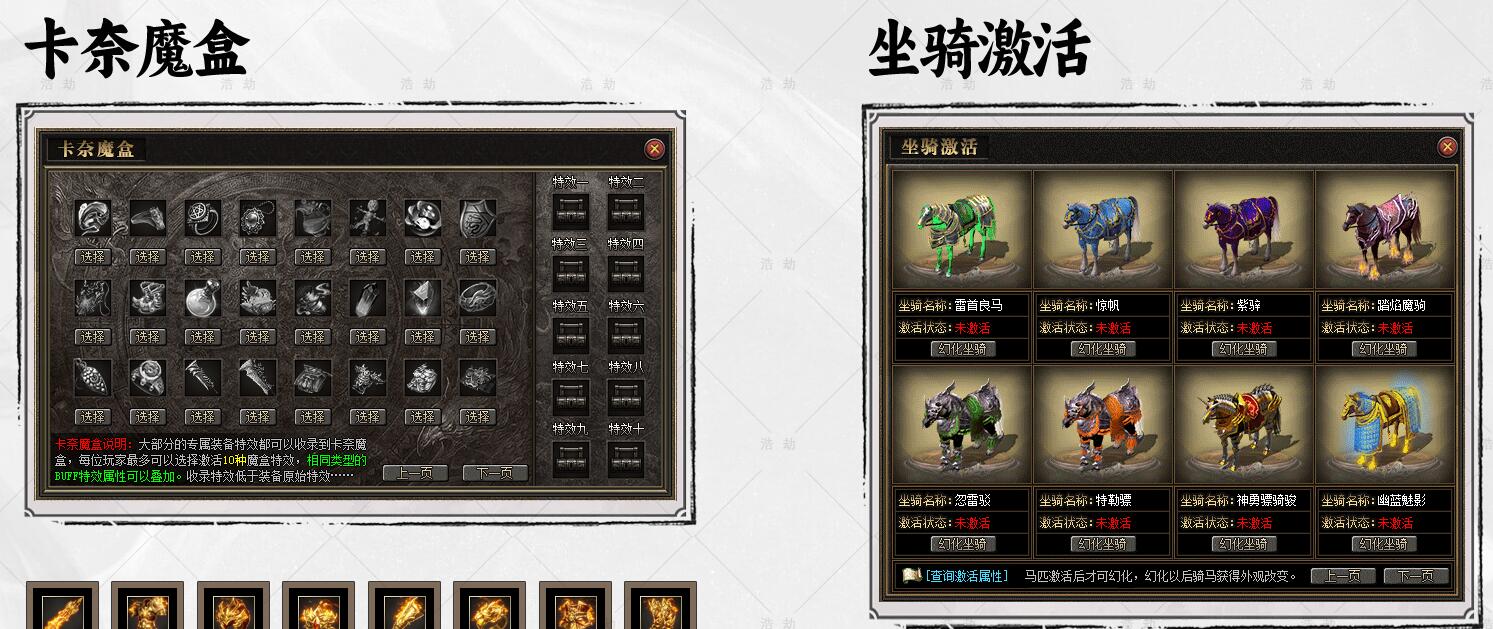 卡奈魔盒
卡奈魔盒
特效一 特效二
选择 选择 选择 选择 选择 选择 选择 选择
特效三 特效四
特效五 特效六
选择 选择 选择 选择 选择 选择 选择 选择
特效七 特效八
选择 选择 选择 选择 选择 选择 选择 选择
特效九 特效十
卡奈魔盒说明：大部分的专属装备特效都可以收录到卡奈魔
盒，每位玩家最多可以选择激活10种魔盒特效，相同类型的
BUFF特效属性可以叠加。收录特效低于装备原始特效……
上一页 下一页
坐骑激活
坐骑激活
坐骑名称:雷首良马 坐骑名称:惊帆 坐骑名称:紫骍 坐骑名称:踏焰魔驹
激活状态:未激活 激活状态:未激活 激活状态:未激活 激活状态:未激活
幻化坐骑 幻化坐骑 幻化坐骑 幻化坐骑
坐骑名称:忽雷驳 坐骑名称:特勒骠 坐骑名称:神勇骠骑骏 坐骑名称:幽蓝魅影
激活状态:未激活 激活状态:未激活 激活状态:未激活 激活状态:未激活
幻化坐骑 幻化坐骑 幻化坐骑 幻化坐骑
[查询激活属性] 马匹激活后才可幻化，幻化以后骑马获得外观改变。 上一页 下一页
浩劫